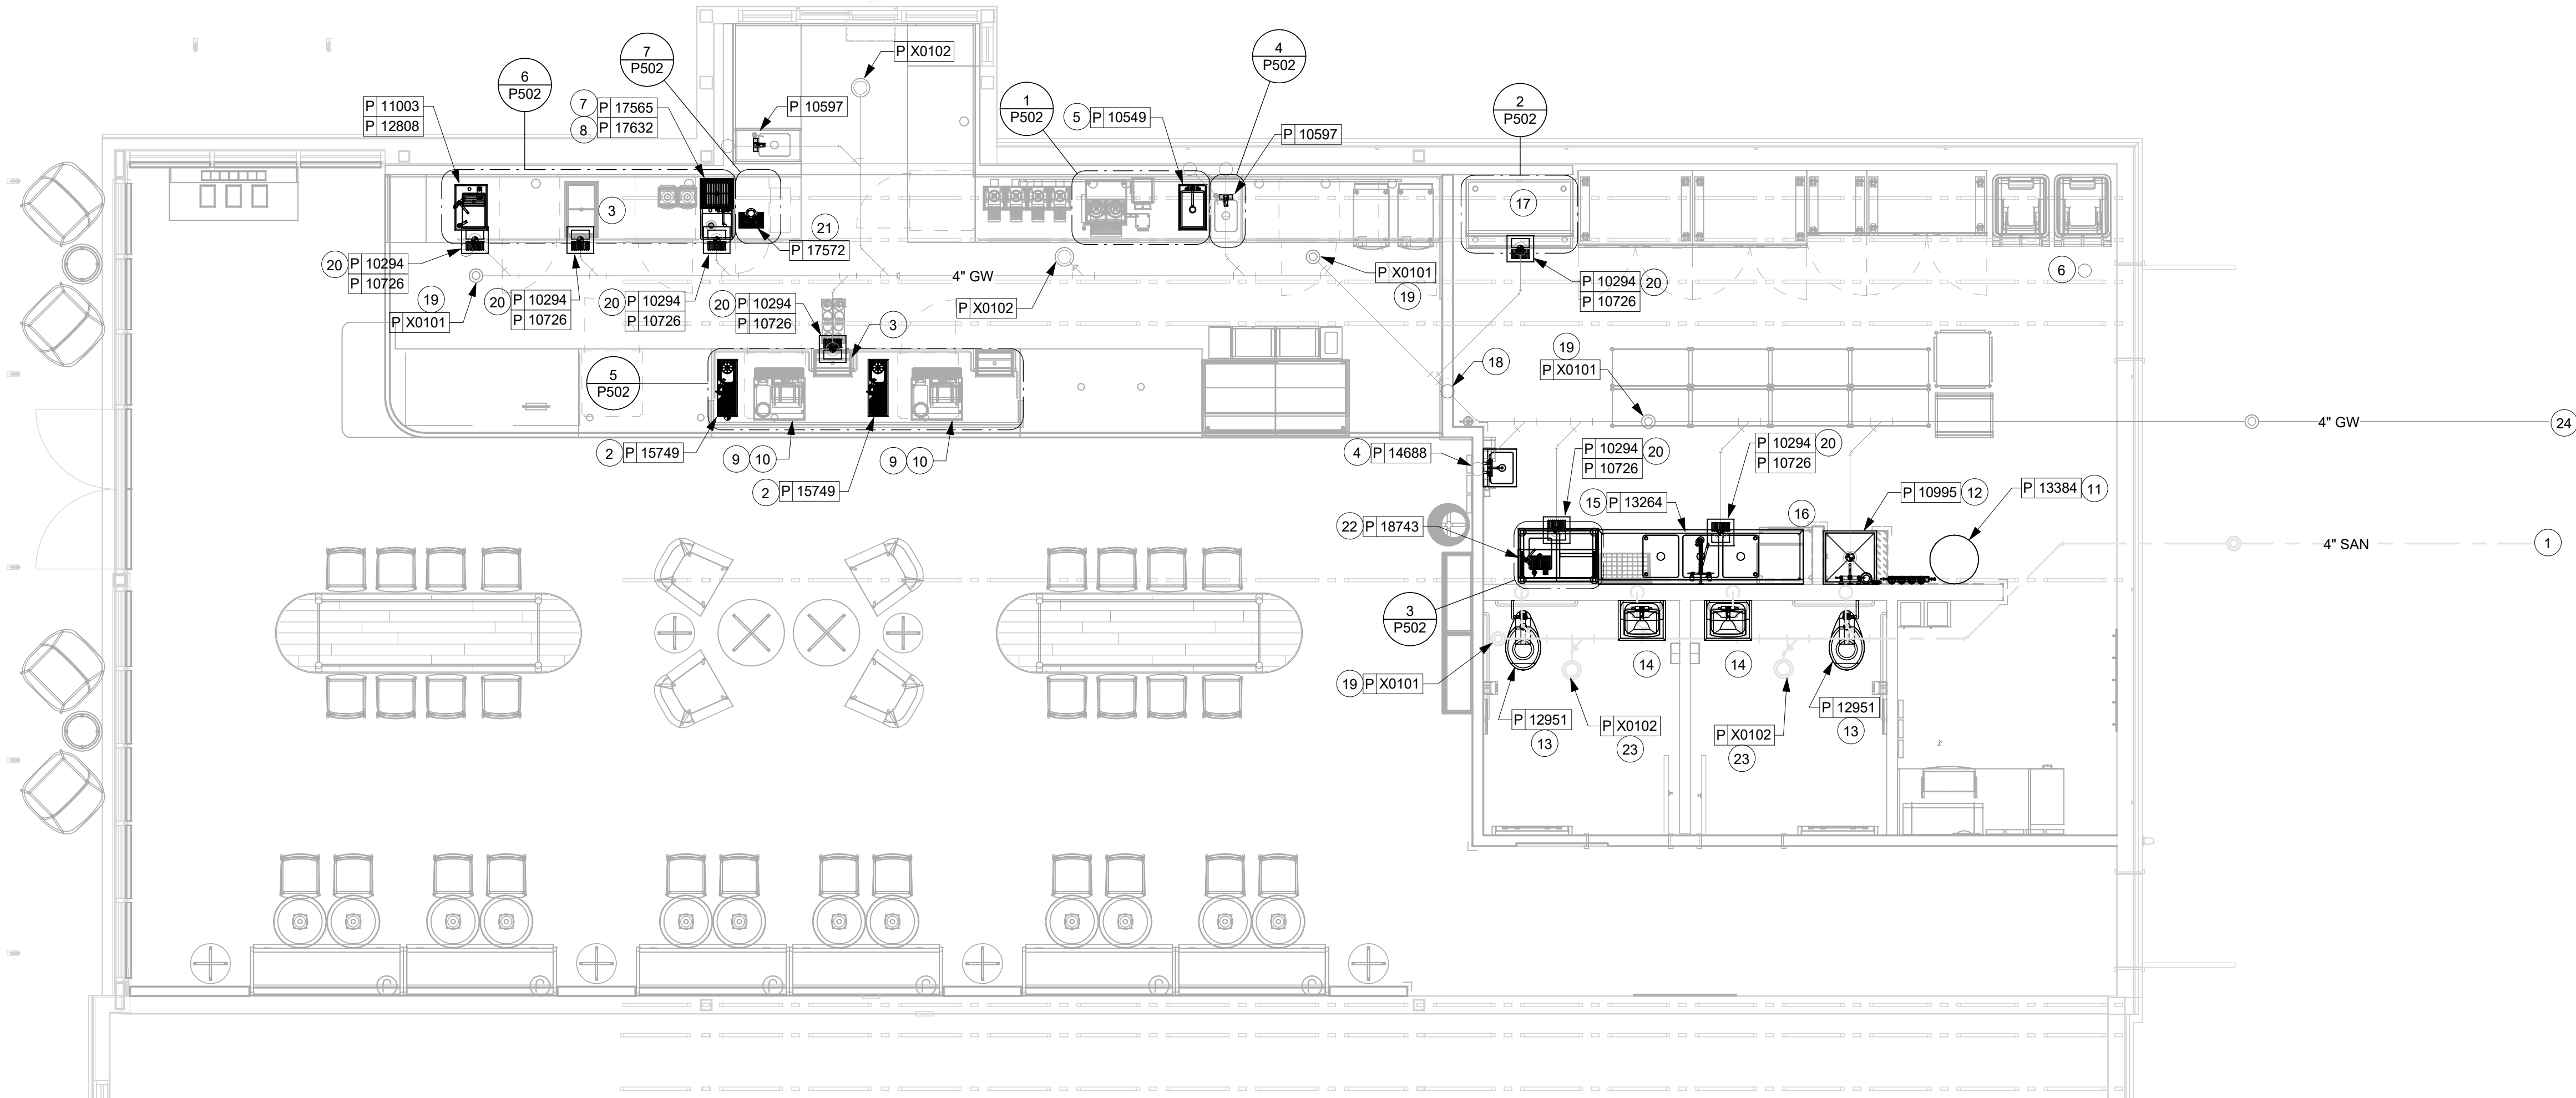 7
P502
4
P502
P X0102
6
P502
1
P502
2
P502
P 11003
P 12808
7 P 17565
8 P 17632
P 10597
5 P 10549
P 10597
3
17
21
P 17572
20 P 10294
P 10726
19
P X0101
20 P 10294
P 10726
20 P 10294
P 10726
4" GW
20 P 10294
P 10726
P X0102
P X0101
19
P 10294 20
P 10726
6
3
5
P502
18
19
P X0101
4" GW
24
2 P 15749
9 10
9 10
2 P 15749
4 P 14688
P 10294 20
P 10726
P 10294 20
P 10726
15 P 13264
16
P 10995 12
P 13384 11
22 P 18743
4" SAN
1
3
P502
14
14
19 P X0101
P 12951
13
P X0102
23
P X0102
23
P 12951
13